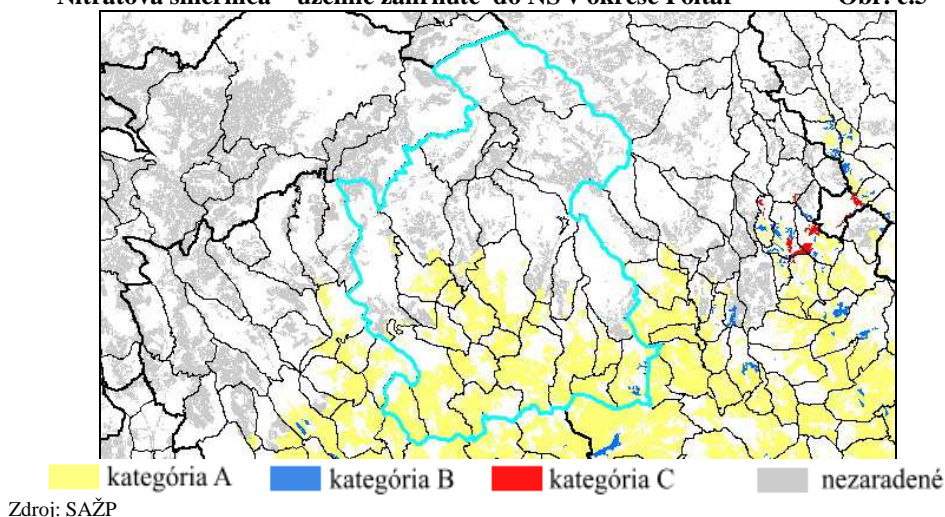 Nitrátová smernica – územie zahrnuté do NS v okrese Poltár Obr. č.5
kategória A kategória B kategória C nezaradené
Zdroj: SAŽP